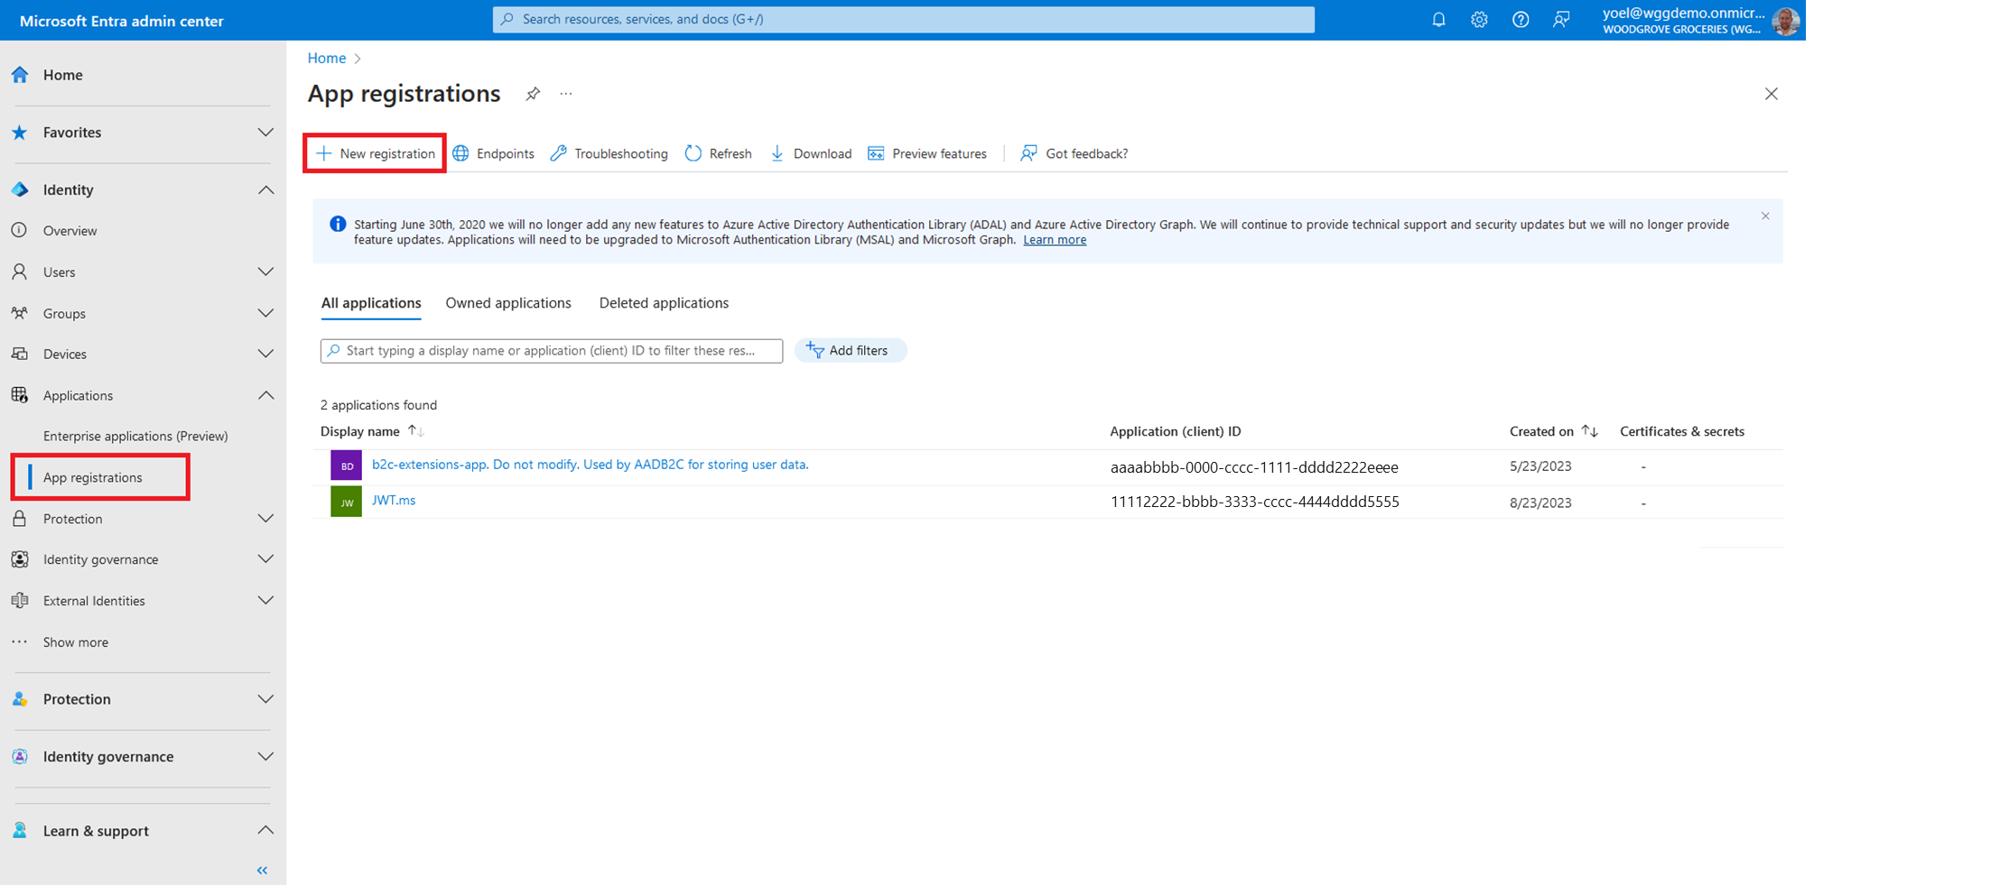 Microsoft Entra admin center
Search resources, services, and docs (G+/)
yoel@wggdemo.onmicr...
WOODGROVE GROCERIES (WG...
Home
Favorites
Identity
Overview
Users
Groups
Devices
Applications
Enterprise applications (Preview)
App registrations
Protection
Identity governance
External Identities
Show more
Protection
Identity governance
Learn & support
Home
App registrations
New registration
Endpoints
Troubleshooting
Refresh
Download
Preview features
Got feedback?
Starting June 30th, 2020 we will no longer add any new features to Azure Active Directory Authentication Library (ADAL) and Azure Active Directory Graph. We will continue to provide technical support and security updates but we will no longer provide
feature updates. Applications will need to be upgraded to Microsoft Authentication Library (MSAL) and Microsoft Graph. Learn more
All applications Owned applications Deleted applications
Start typing a display name or application (client) ID to filter these res...
Add filters
2 applications found
Display name Application (client) ID Created on Certificates & secrets
BD b2c-extensions-app. Do not modify. Used by AADB2C for storing user data. aaaabbbb-0000-cccc-1111-dddd2222eeee 5/23/2023 -
JW JWT.ms 11112222-bbbb-3333-cccc-4444dddd5555 8/23/2023 -